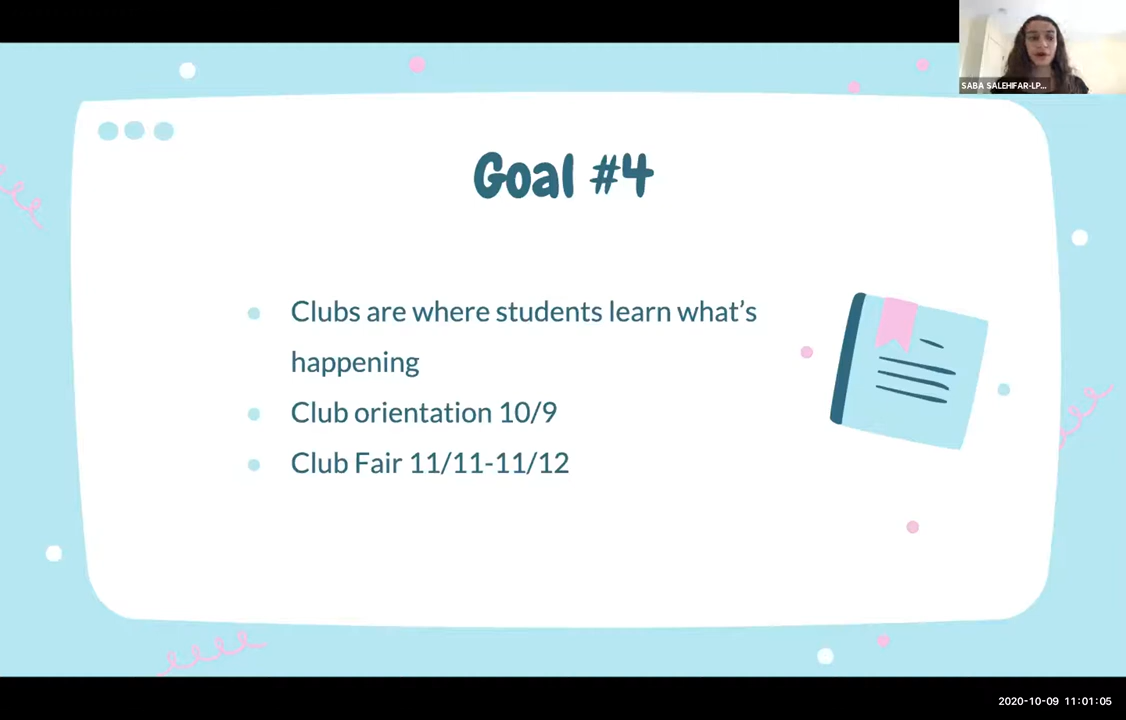 SABA SALEHIFAR-LP...
Goal #4
Clubs are where students learn what's
happening
Club orientation 10/9
Club Fair 11/11-11/12
2020-10-09 11:01:05